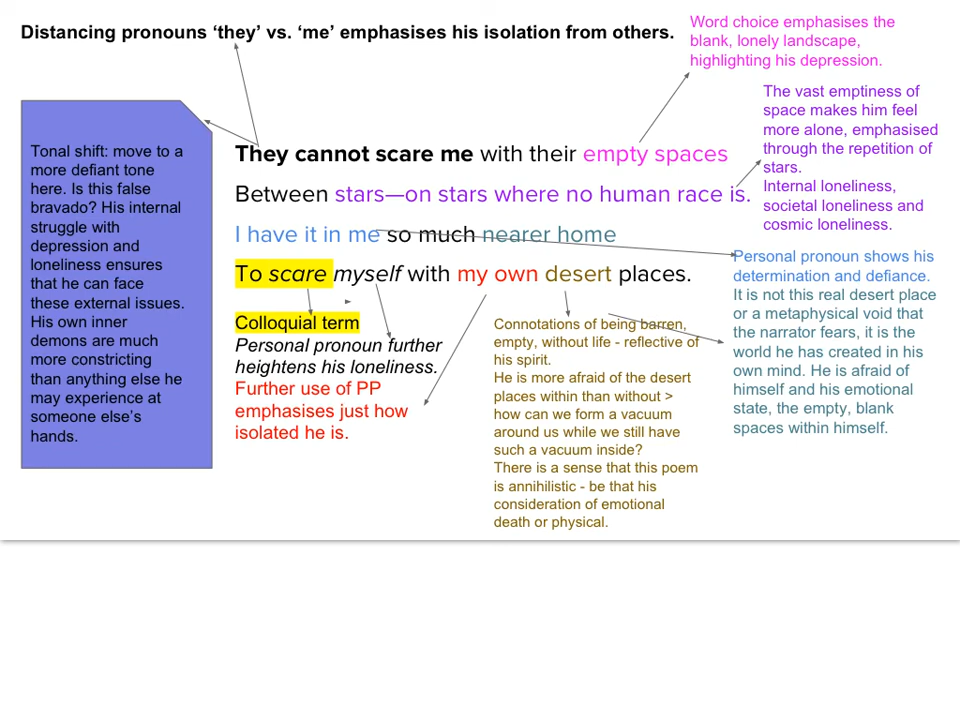 Distancing pronouns ‘they’ vs. ‘me’ emphasises his isolation from others.
Word choice emphasises the
blank, lonely landscape,
highlighting his depression.
The vast emptiness of
space makes him feel
more alone, emphasised
through the repetition of
stars.
Internal loneliness,
societal loneliness and
cosmic loneliness.
Tonal shift: move to a
more defiant tone
here. Is this false
bravado? His internal
struggle with
depression and
loneliness ensures
that he can face
these external issues.
His own inner
demons are much
more constricting
than anything else he
may experience at
someone else’s
hands.
They cannot scare me with their empty spaces
Between stars—on stars where no human race is.
I have it in me so much nearer home
To scare myself with my own desert places.
Personal pronoun shows his
determination and defiance.
It is not this real desert place
or a metaphysical void that
the narrator fears, it is the
world he has created in his
own mind. He is afraid of
himself and his emotional
state, the empty, blank
spaces within himself.
Colloquial term
Personal pronoun further
heightens his loneliness.
Further use of PP
emphasises just how
isolated he is.
Connotations of being barren,
empty, without life - reflective of
his spirit.
He is more afraid of the desert
places within than without >
how can we form a vacuum
around us while we still have
such a vacuum inside?
There is a sense that this poem
is annihilistic - be that his
consideration of emotional
death or physical.